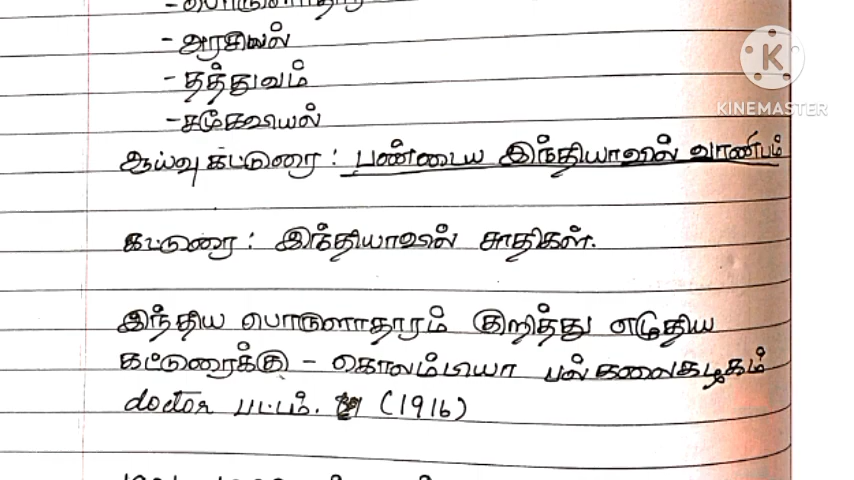 - பொருளாதார
- அரசியல்
- தத்துவம்
- சமூகவியல்
ஆய்வு கட்டுரை : பண்டைய இந்தியாவின் வாணிபம்
கட்டுரை : இந்தியாவின் சாதிகள்.
இந்திய பொருளாதாரம் குறித்து எழுதிய
கட்டுரைக்கு - கொலம்பியா பல்கலைகழகம்
doctor பட்டம். (1916)
KINEMASTER